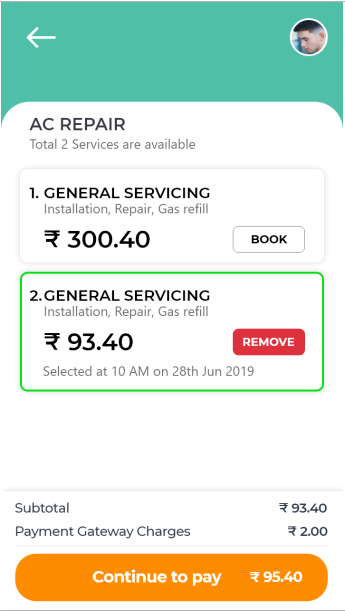 AC REPAIR
Total 2 Services are available
1. GENERAL SERVICING
Installation, Repair, Gas refill
₹ 300.40
BOOK
2.GENERAL SERVICING
Installation, Repair, Gas refill
₹ 93.40
REMOVE
Selected at 10 AM on 28th Jun 2019
Subtotal ₹ 93.40
Payment Gateway Charges ₹ 2.00
Continue to pay ₹ 95.40